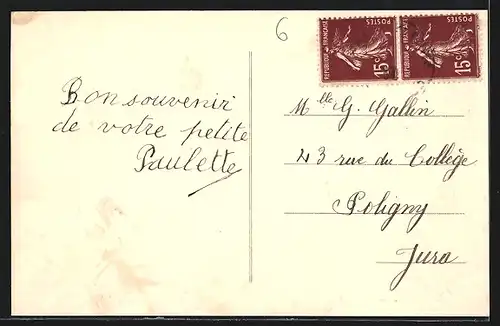 6
REPUBLIQUE FRANÇAISE
POSTES
15c
REPUBLIQUE FRANÇAISE
POSTES
15c
Bon souvenir
de votre petite
Paulette
Mlle G. Gallin
43 rue du Collège
Poligny
Jura